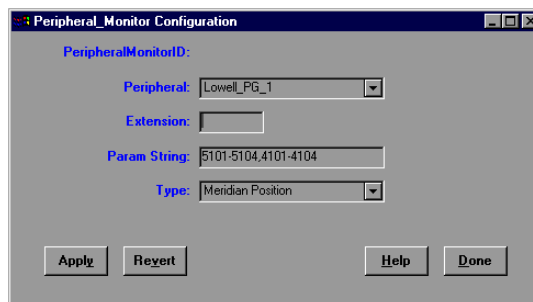 Peripheral_Monitor Configuration
PeripheralMonitorID:
Peripheral: Lowell_PG_1
Extension:
Param String: 5101-5104,4101-4104
Type: Meridian Position
Apply Revert Help Done